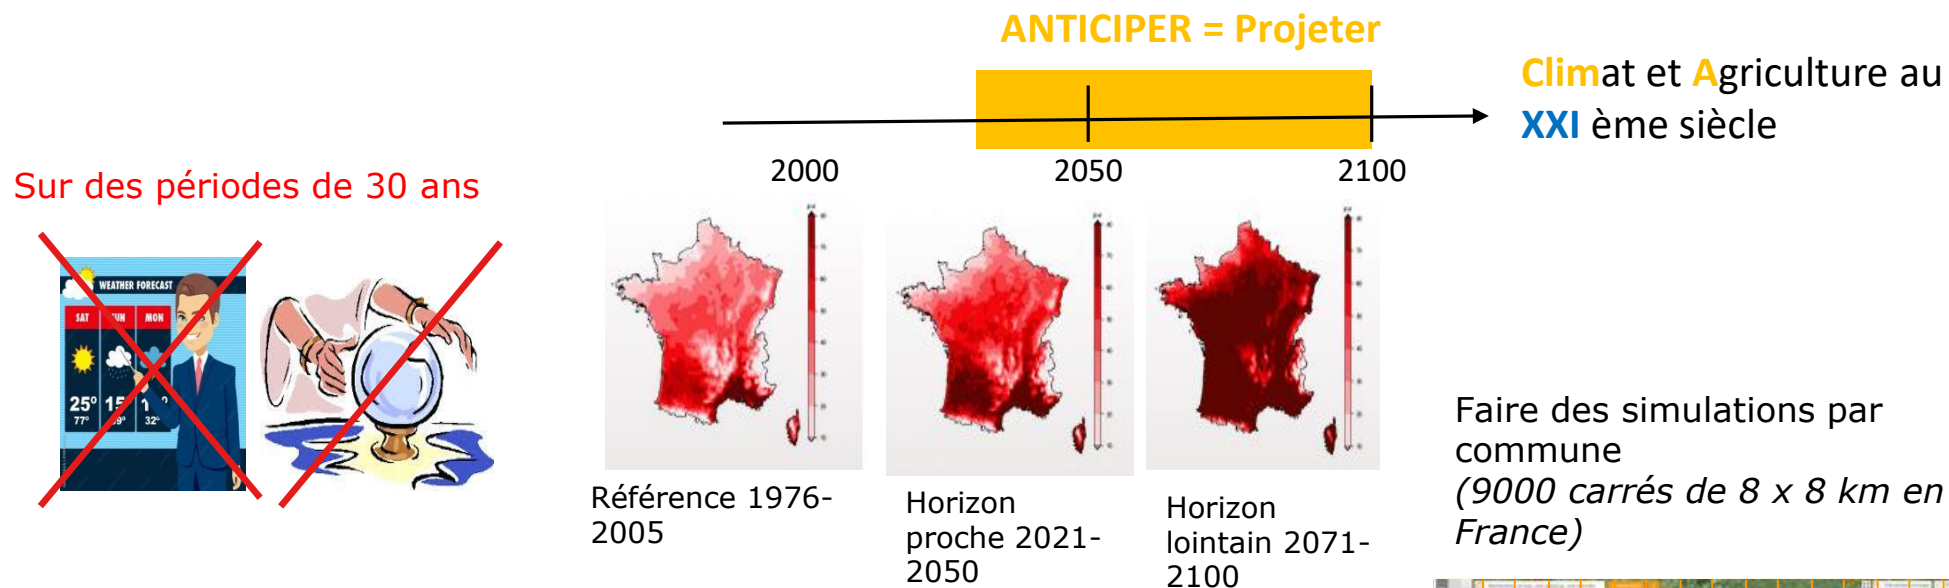 ANTICIPER = Projeter
Climat et Agriculture au
XXI ème siècle
2000
2050
2100
Sur des périodes de 30 ans
WEATHER FORECAST
SAT
SUN
MON
25°
77°
32°
Référence 1976-
2005
Horizon
proche 2021-
2050
Horizon
lointain 2071-
2100
Faire des simulations par
commune
(9000 carrés de 8 x 8 km en
France)